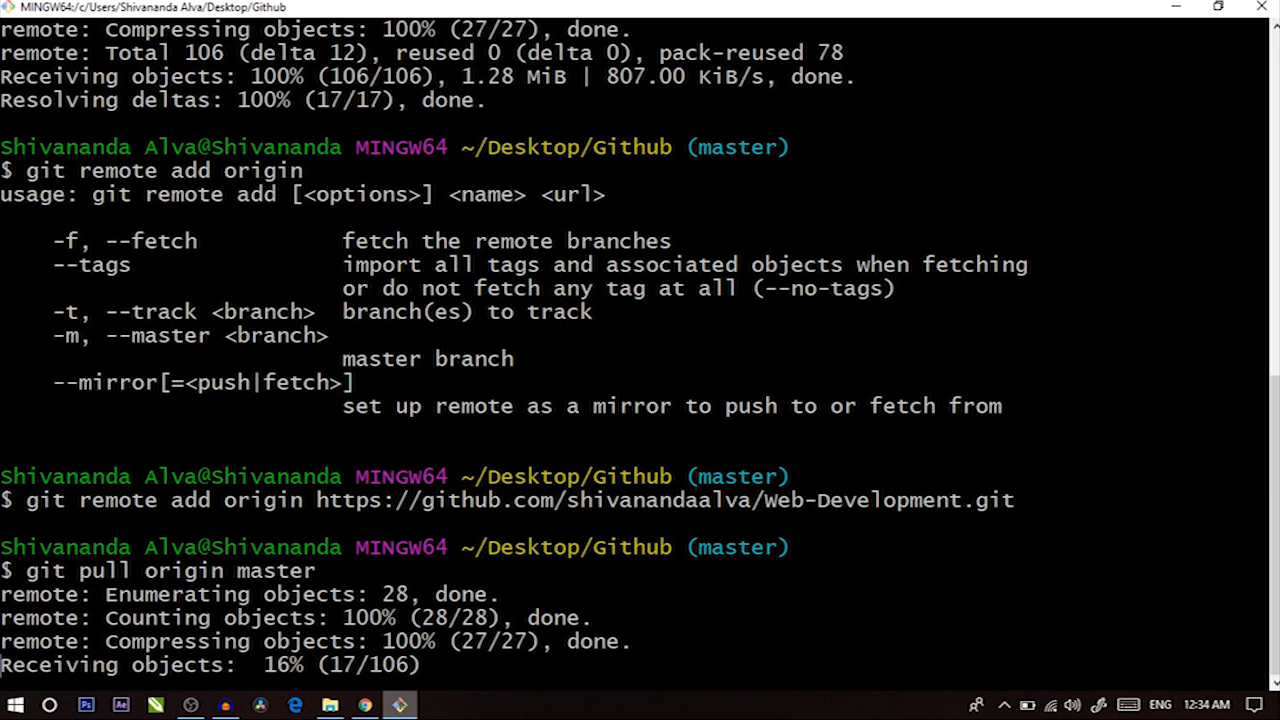 MINGW64:/c/Users/Shivananda Alva/Desktop/Github
remote: Compressing objects: 100% (27/27), done.
remote: Total 106 (delta 12), reused 0 (delta 0), pack-reused 78
Receiving objects: 100% (106/106), 1.28 MiB | 807.00 KiB/s, done.
Resolving deltas: 100% (17/17), done.
Shivananda Alva@Shivananda MINGW64 ~/Desktop/Github (master)
$ git remote add origin
usage: git remote add [<options>] <name> <url>
-f, --fetch fetch the remote branches
--tags import all tags and associated objects when fetching
or do not fetch any tag at all (--no-tags)
-t, --track <branch> branch(es) to track
-m, --master <branch>
master branch
--mirror[=<push|fetch>]
set up remote as a mirror to push to or fetch from
Shivananda Alva@Shivananda MINGW64 ~/Desktop/Github (master)
$ git remote add origin https://github.com/shivanandaalva/Web-Development.git
Shivananda Alva@Shivananda MINGW64 ~/Desktop/Github (master)
$ git pull origin master
remote: Enumerating objects: 28, done.
remote: Counting objects: 100% (28/28), done.
remote: Compressing objects: 100% (27/27), done.
Receiving objects: 16% (17/106)
Ps Ae ENG 12:34 AM